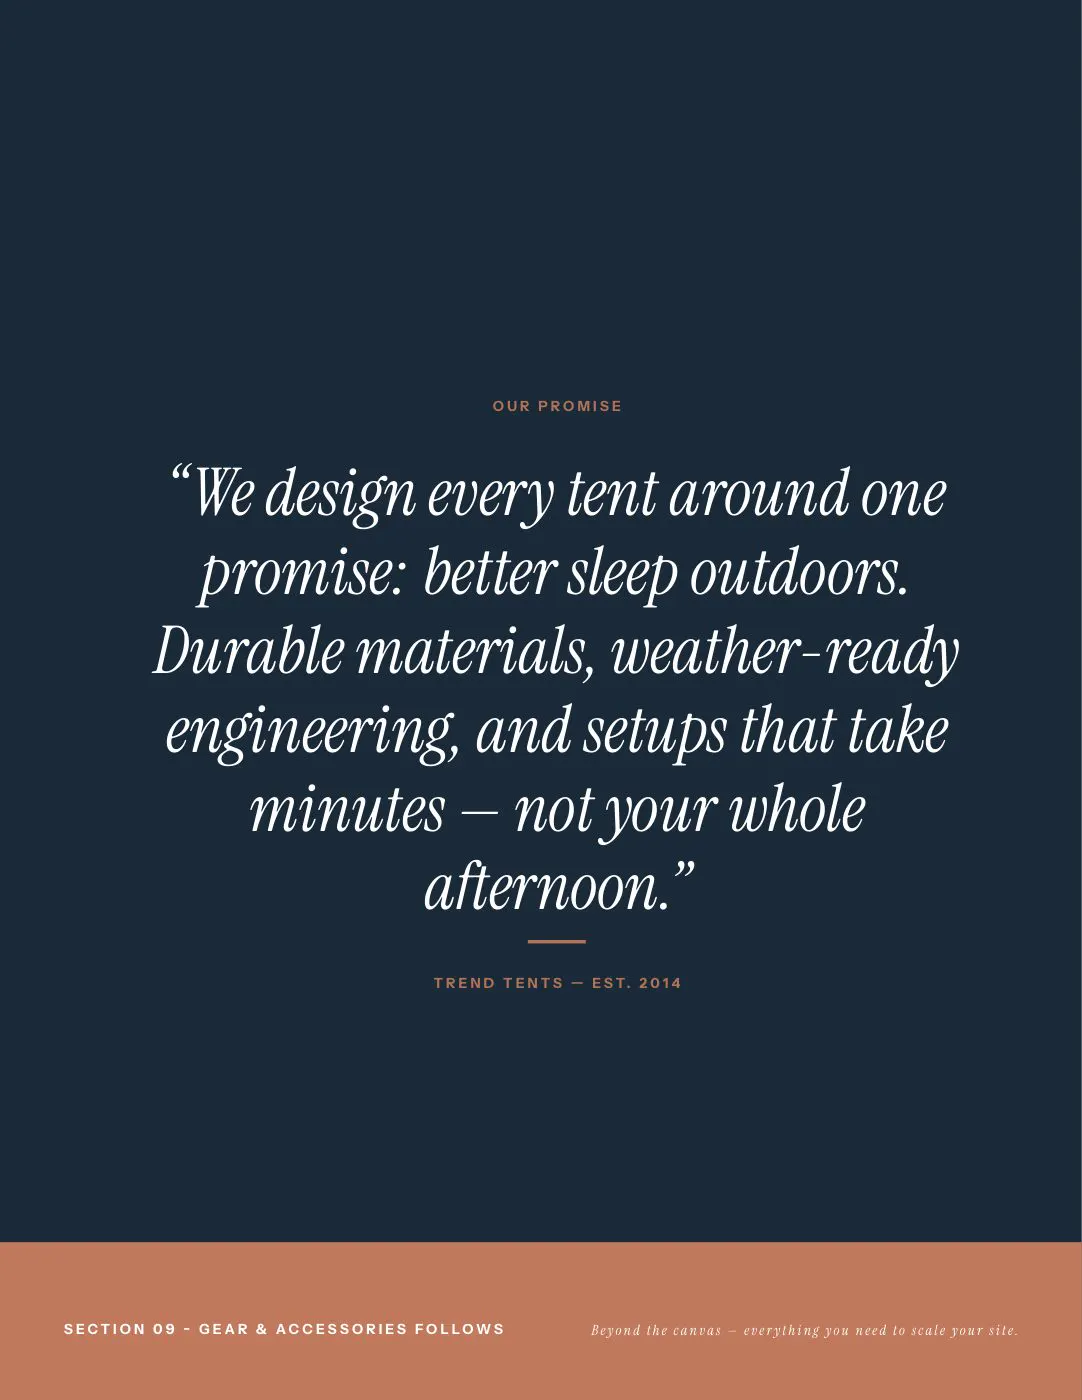 OUR PROMISE
“We design every tent around one
promise: better sleep outdoors.
Durable materials, weather-ready
engineering, and setups that take
minutes — not your whole
afternoon.”
TREND TENTS — EST. 2014
SECTION 09 - GEAR & ACCESSORIES FOLLOWS
Beyond the canvas — everything you need to scale your site.